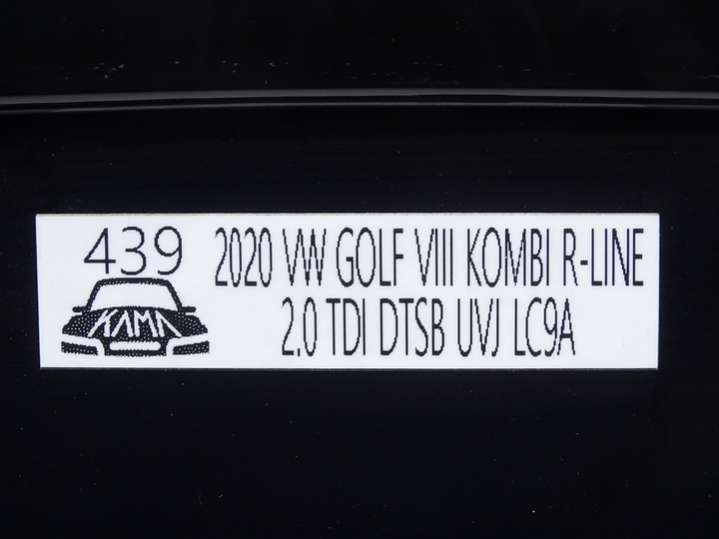 439
KAMA
2020 VW GOLF VIII KOMBI R-LINE
2.0 TDI DTSB UVJ LC9A